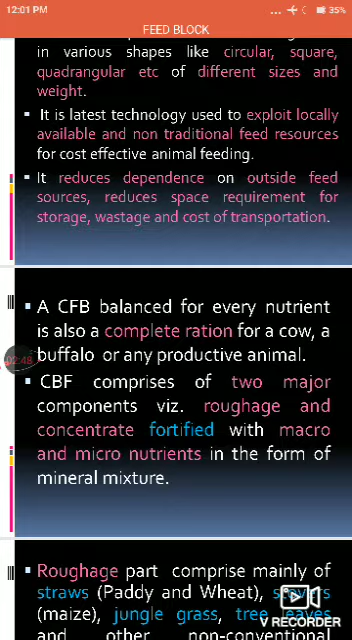 12:01 PM
... 35%
FEED BLOCK
in various shapes like circular, square,
quadrangular etc of different sizes and
weight.
It is latest technology used to exploit locally
available and non traditional feed resources
for cost effective animal feeding.
It reduces dependence on outside feed
sources, reduces space requirement for
storage, wastage and cost of transportation.
A CFB balanced for every nutrient
is also a complete ration for a cow, a
02:48
buffalo or any productive animal.
CBF comprises of two major
components viz. roughage and
concentrate fortified with macro
and micro nutrients in the form of
mineral mixture.
Roughage part comprise mainly of
straws (Paddy and Wheat), stovers
(maize), jungle grass, tree leaves
V RECORDER
and other non-conventional